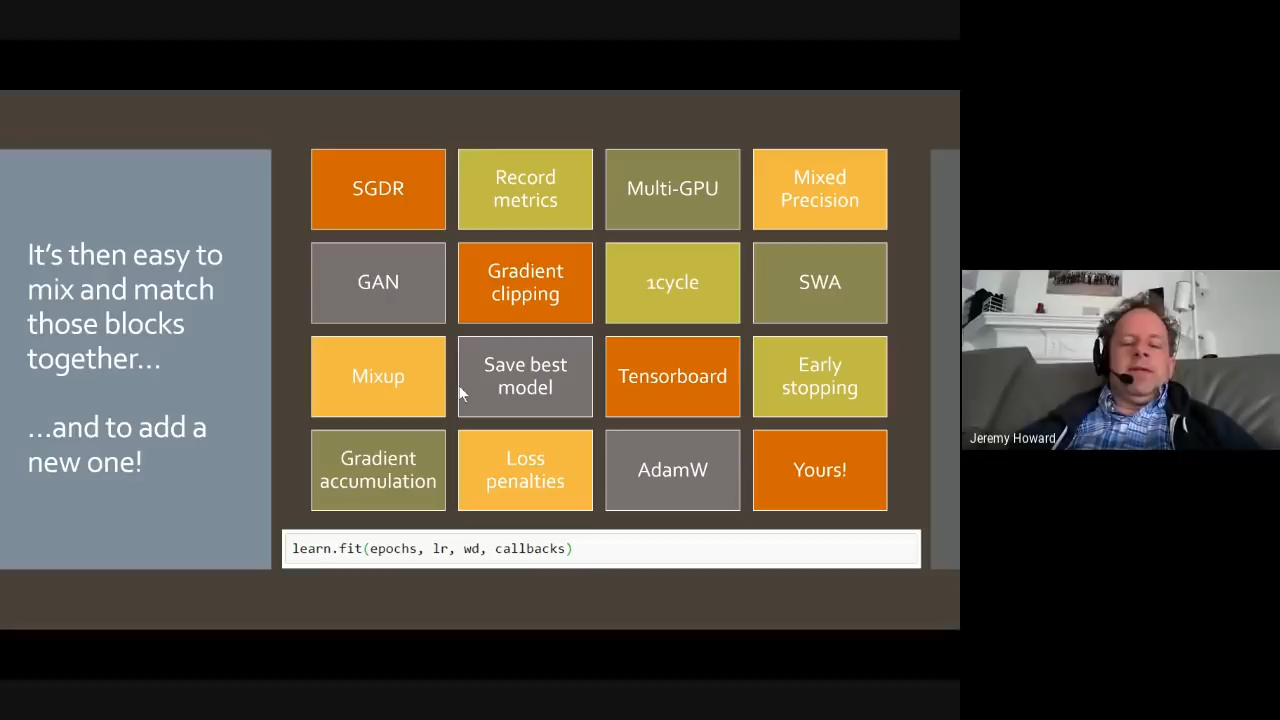 It's then easy to
mix and match
those blocks
together...
...and to add a
new one!
SGDR
Record
metrics
Multi-GPU
Mixed
Precision
GAN
Gradient
clipping
1cycle
SWA
Mixup
Save best
model
Tensorboard
Early
stopping
Gradient
accumulation
Loss
penalties
AdamW
Yours!
learn.fit(epochs, lr, wd, callbacks)
Jeremy Howard